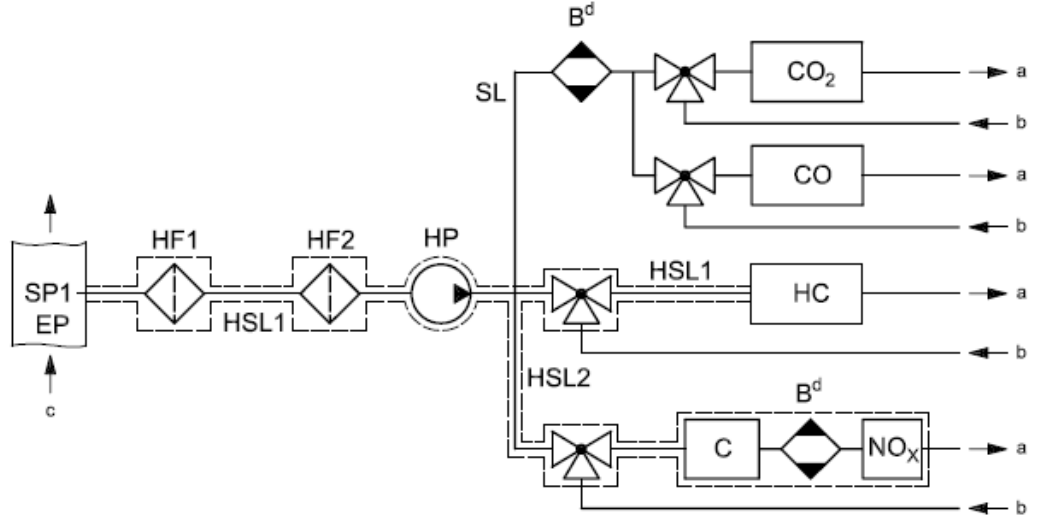 B^d
SL
CO₂
a
b
CO
a
b
HF1
HF2
HP
HSL1
SP1
EP
HSL1
HC
a
b
c
HSL2
B^d
C
NOₓ
a
b